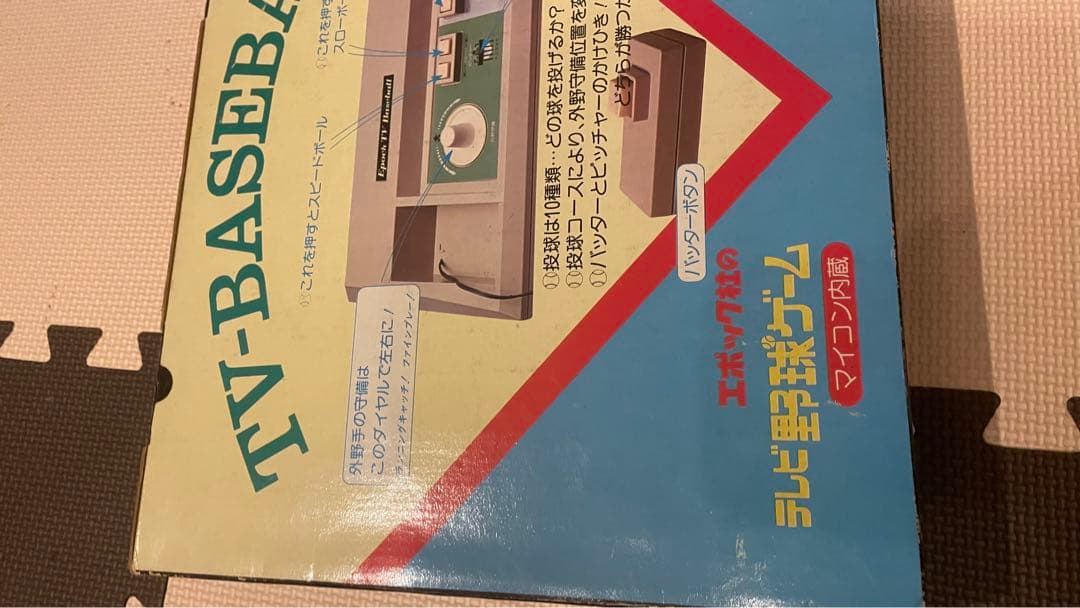 TV-BASEBA
①これを押す
スローボー
これを押すとスピードボール
Epoch TV Baseball
外野手の守備は
このダイヤルで左右に!
ランニングキャッチ! ファインプレー!
投球は10種類…どの球を投げるか?
投球コースにより、外野守備位置を変
バッターとピッチャーのかけひき!
どちらが勝つか
バッターボタン
エポック社の
テレビ野球ゲーム
マイコン内蔵